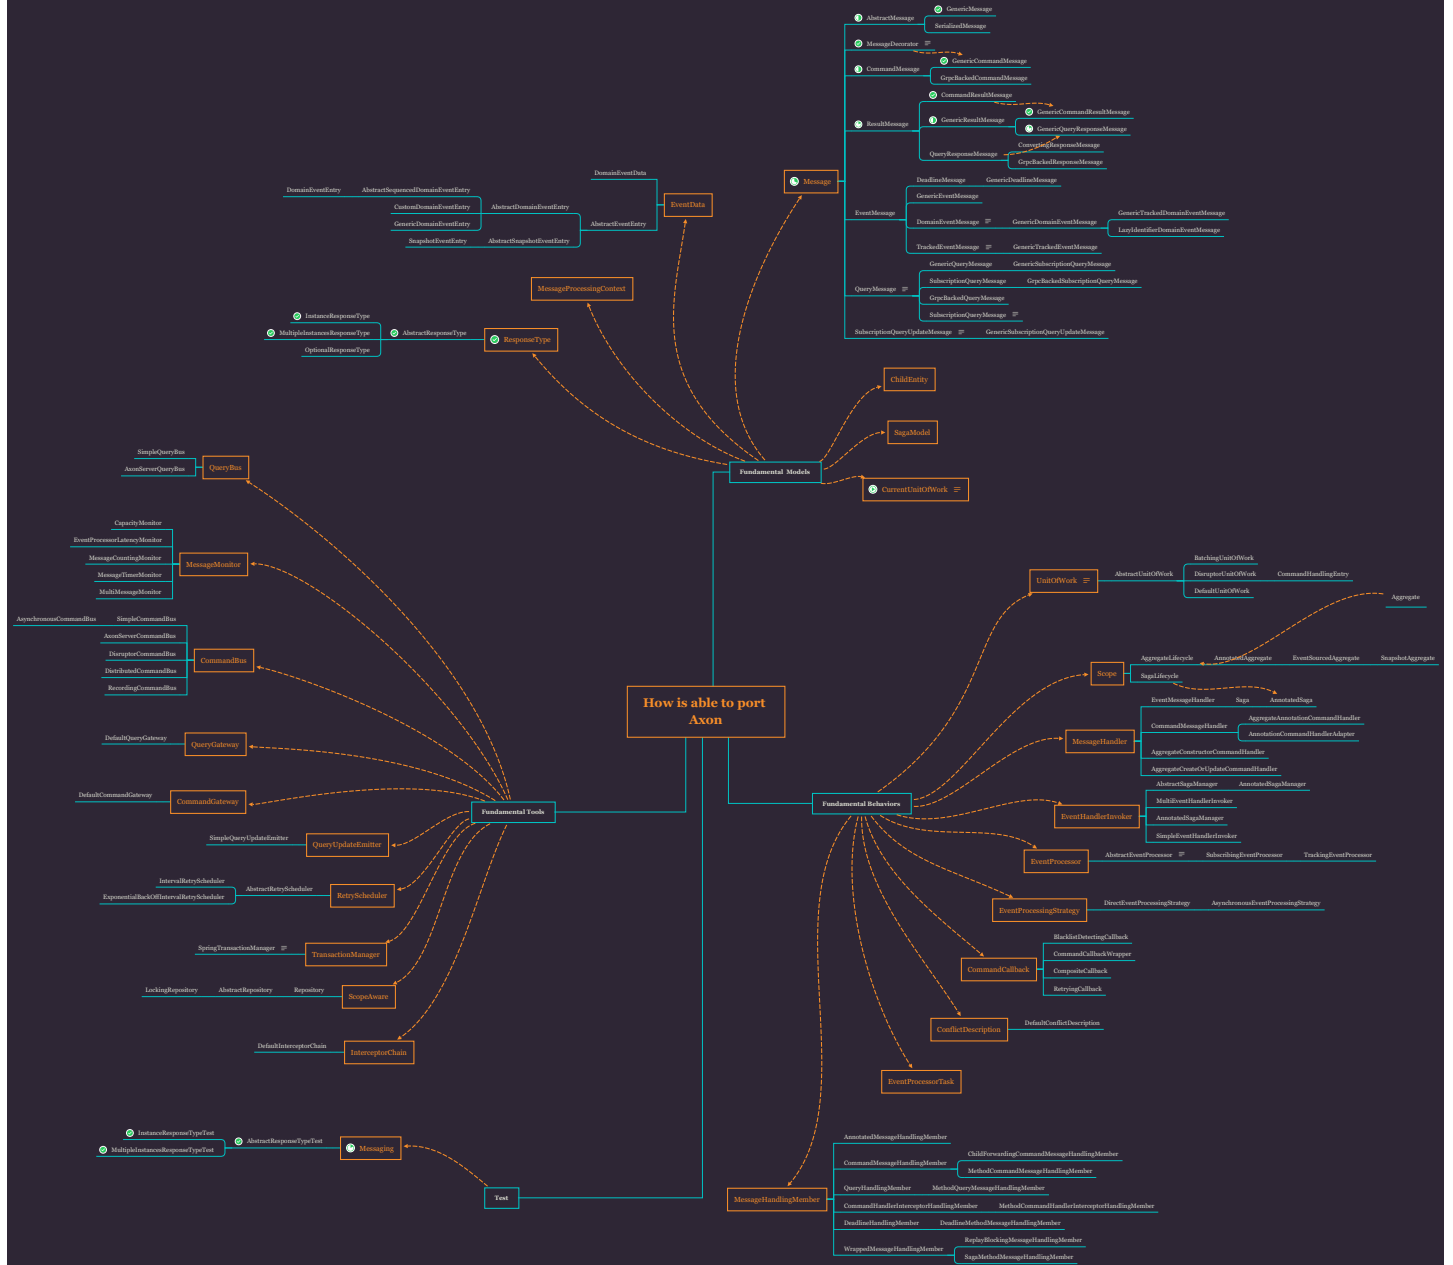 GenericMessage
AbstractMessage
SerializedMessage
MessageDecorator
GenericCommandMessage
CommandMessage
GrpcBackedCommandMessage
CommandResultMessage
GenericCommandResultMessage
ResultMessage
GenericResultMessage
GenericQueryResponseMessage
ConvertingResponseMessage
QueryResponseMessage
GrpcBackedResponseMessage
Message
DeadlineMessage GenericDeadlineMessage
GenericEventMessage
EventMessage
GenericTrackedDomainEventMessage
DomainEventMessage GenericDomainEventMessage
LazyIdentifierDomainEventMessage
TrackedEventMessage GenericTrackedEventMessage
GenericQueryMessage GenericSubscriptionQueryMessage
SubscriptionQueryMessage GrpcBackedSubscriptionQueryMessage
QueryMessage
GrpcBackedQueryMessage
SubscriptionQueryMessage
SubscriptionQueryUpdateMessage GenericSubscriptionQueryUpdateMessage
DomainEventData
DomainEventEntry AbstractSequencedDomainEventEntry
EventData
CustomDomainEventEntry AbstractDomainEventEntry
GenericDomainEventEntry
AbstractEventEntry
SnapshotEventEntry AbstractSnapshotEventEntry
MessageProcessingContext
InstanceResponseType
MultipleInstancesResponseType AbstractResponseType
ResponseType
OptionalResponseType
ChildEntity
SagaModel
Fundamental Models
CurrentUnitOfWork
SimpleQueryBus
QueryBus
AxonServerQueryBus
CapacityMonitor
EventProcessorLatencyMonitor
MessageCountingMonitor
MessageMonitor
MessageTimerMonitor
MultiMessageMonitor
AsynchronousCommandBus SimpleCommandBus
AxonServerCommandBus
DisruptorCommandBus
CommandBus
DistributedCommandBus
RecordingCommandBus
How is able to port
Axon
DefaultQueryGateway
QueryGateway
DefaultCommandGateway
CommandGateway
Fundamental Tools
SimpleQueryUpdateEmitter
QueryUpdateEmitter
IntervalRetryScheduler
AbstractRetryScheduler
RetryScheduler
ExponentialBackOffIntervalRetryScheduler
SpringTransactionManager
TransactionManager
LockingRepository AbstractRepository Repository
ScopeAware
DefaultInterceptorChain
InterceptorChain
InstanceResponseTypeTest
MultipleInstancesResponseTypeTest AbstractResponseTypeTest
Messaging
Test
BatchingUnitOfWork
UnitOfWork AbstractUnitOfWork
DisruptorUnitOfWork CommandHandlingEntry
DefaultUnitOfWork
Aggregate
AggregateLifecycle AnnotatedAggregate EventSourcedAggregate SnapshotAggregate
Scope
SagaLifecycle
EventMessageHandler Saga AnnotatedSaga
AggregateAnnotationCommandHandler
CommandMessageHandler
AnnotationCommandHandlerAdapter
MessageHandler
AggregateConstructorCommandHandler
AggregateCreateOrUpdateCommandHandler
Fundamental Behaviors
AbstractSagaManager AnnotatedSagaManager
MultiEventHandlerInvoker
EventHandlerInvoker
AnnotatedSagaManager
SimpleEventHandlerInvoker
EventProcessor
AbstractEventProcessor SubscribingEventProcessor TrackingEventProcessor
EventProcessingStrategy
DirectEventProcessingStrategy AsynchronousEventProcessingStrategy
BlacklistDetectingCallback
CommandCallbackWrapper
CommandCallback
CompositeCallback
RetryingCallback
ConflictDescription
DefaultConflictDescription
EventProcessorTask
AnnotatedMessageHandlingMember
ChildForwardingCommandMessageHandlingMember
CommandMessageHandlingMember
MethodCommandMessageHandlingMember
QueryHandlingMember MethodQueryMessageHandlingMember
MessageHandlingMember
CommandHandlerInterceptorHandlingMember MethodCommandHandlerInterceptorHandlingMember
DeadlineHandlingMember DeadlineMethodMessageHandlingMember
ReplayBlockingMessageHandlingMember
WrappedMessageHandlingMember
SagaMethodMessageHandllingMember